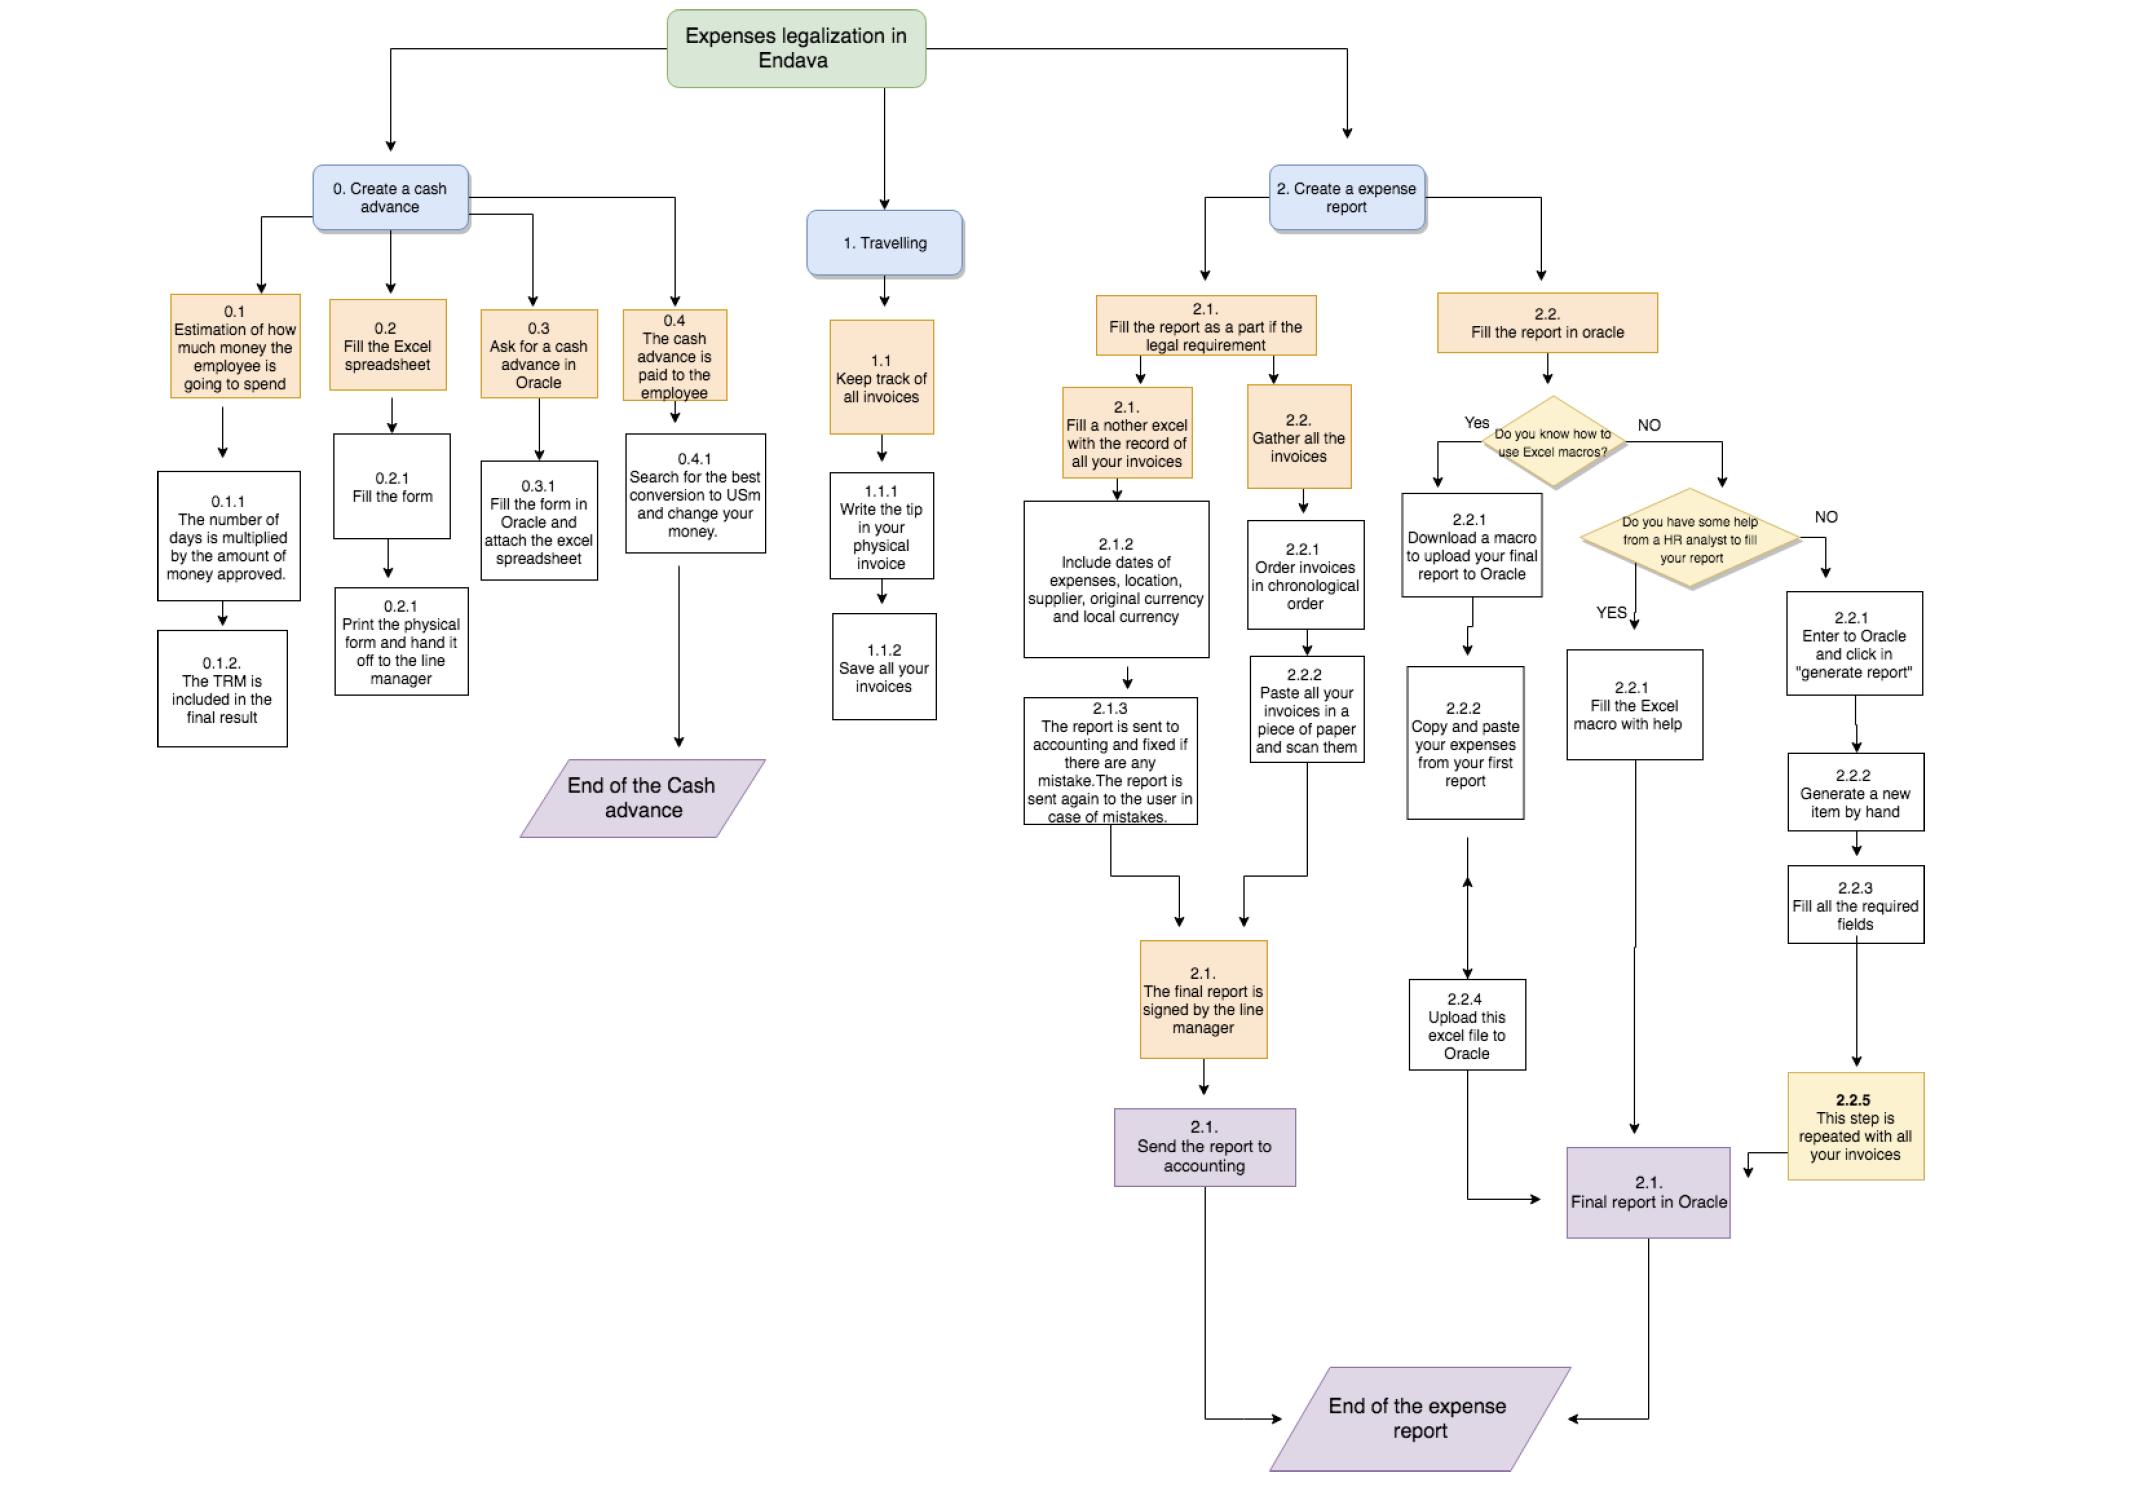 Expenses legalization in
Endava
0. Create a cash
advance
0.1
Estimation of how
much money the
employee is
going to spend
0.1.1
The number of
days is multiplied
by the amount of
money approved.
0.1.2.
The TRM is
included in the
final result
0.2
Fill the Excel
spreadsheet
0.2.1
Fill the form
0.2.1
Print the physical
form and hand it
off to the line
manager
0.3
Ask for a cash
advance in
Oracle
0.3.1
Fill the form in
Oracle and
attach the excel
spreadsheet
0.4
The cash
advance is
paid to the
employee
0.4.1
Search for the best
conversion to USm
and change your
money.
End of the Cash
advance
1. Travelling
1.1
Keep track of
all invoices
1.1.1
Write the tip
in your
physical
invoice
1.1.2
Save all your
invoices
2. Create a expense
report
2.1.
Fill the report as a part if the
legal requirement
2.1.
Fill a nother excel
with the record of
all your invoices
2.1.2
Include dates of
expenses, location,
supplier, original currency
and local currency
2.1.3
The report is sent to
accounting and fixed if
there are any
mistake.The report is
sent again to the user in
case of mistakes.
2.2.
Gather all the
invoices
2.2.1
Order invoices
in chronological
order
2.2.2
Paste all your
invoices in a
piece of paper
and scan them
2.1.
The final report is
signed by the line
manager
2.1.
Send the report to
accounting
2.2.
Fill the report in oracle
Do you know how to
use Excel macros?
Yes
NO
2.2.1
Download a macro
to upload your final
report to Oracle
2.2.2
Copy and paste
your expenses
from your first
report
2.2.4
Upload this
excel file to
Oracle
Do you have some help
from a HR analyst to fill
your report
NO
YES
2.2.1
Fill the Excel
macro with help
2.2.1
Enter to Oracle
and click in
"generate report"
2.2.2
Generate a new
item by hand
2.2.3
Fill all the required
fields
2.2.5
This step is
repeated with all
your invoices
2.1.
Final report in Oracle
End of the expense
report